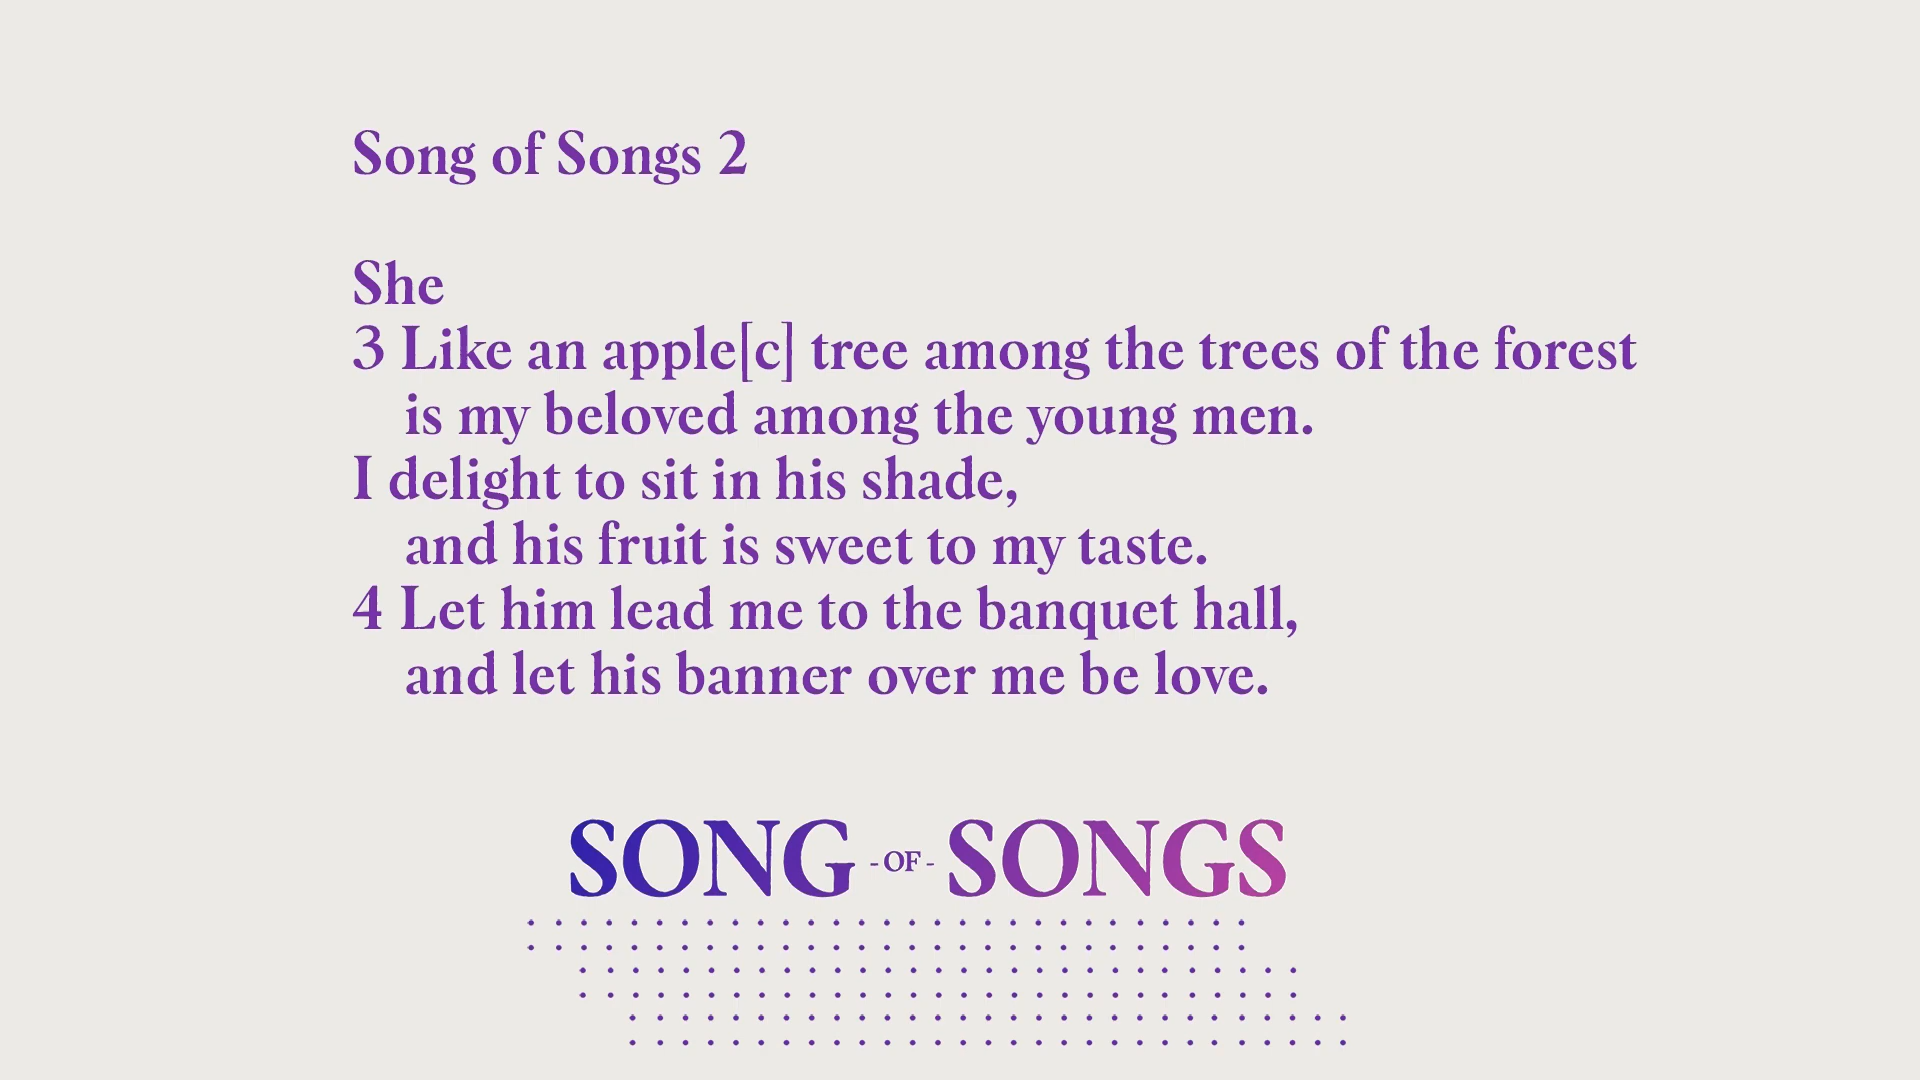 Song of Songs 2
She
3 Like an apple[c] tree among the trees of the forest
is my beloved among the young men.
I delight to sit in his shade,
and his fruit is sweet to my taste.
4 Let him lead me to the banquet hall,
and let his banner over me be love.
SONG -OF- SONGS